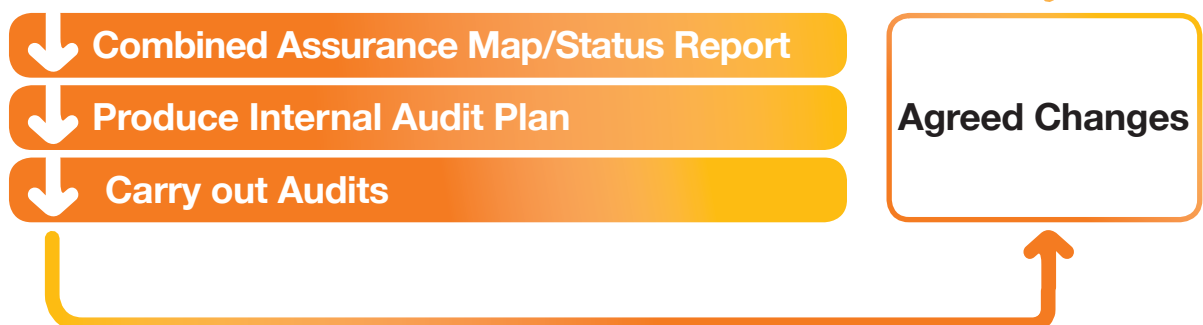 Combined Assurance Map/Status Report
Produce Internal Audit Plan
Carry out Audits
Agreed Changes